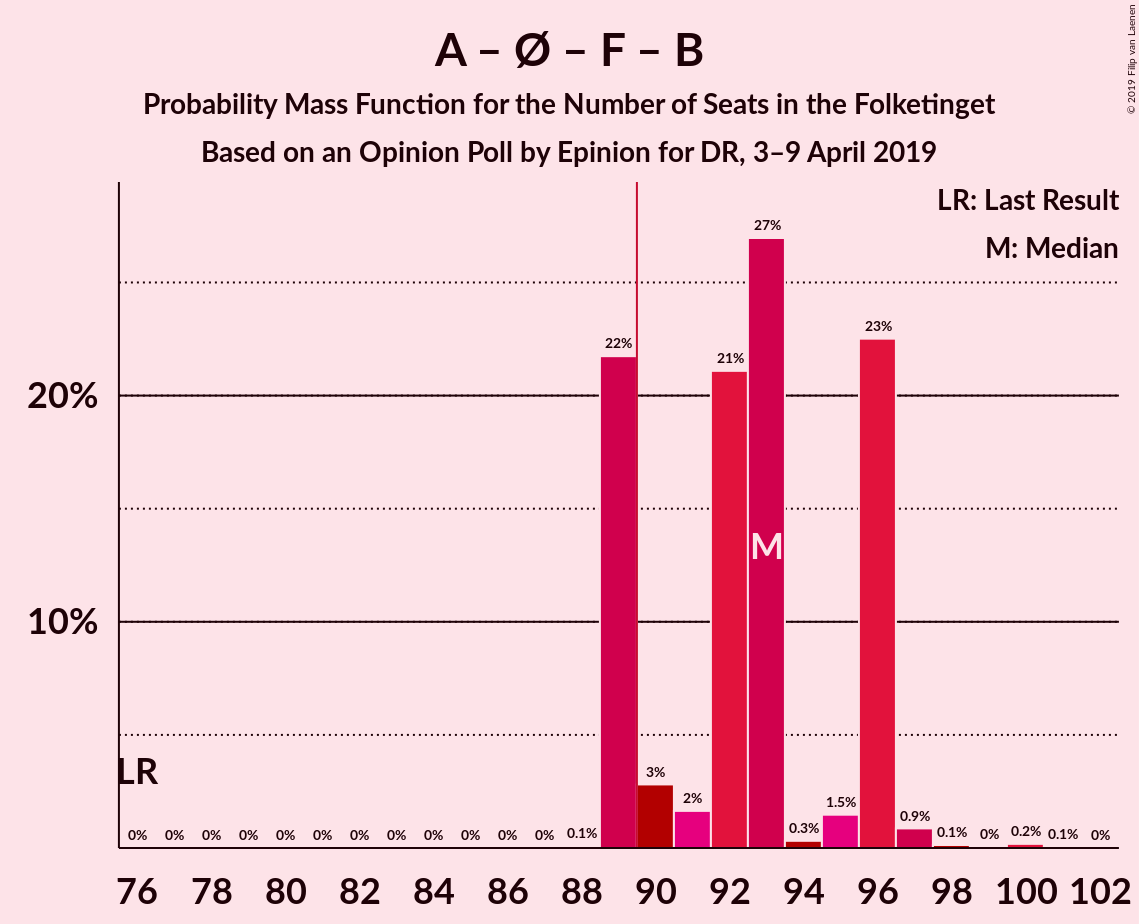 A – Ø – F – B
Probability Mass Function for the Number of Seats in the Folketinget
Based on an Opinion Poll by Epinion for DR, 3–9 April 2019
© 2019 Filip van Laenen
LR: Last Result
M: Median
27%
23%
22%
21%
20%
M
10%
LR
3%
2%
1.5%
0.9%
0% 0% 0% 0% 0% 0% 0% 0% 0% 0% 0% 0% 0.1% 0.3% 0.1% 0% 0.2% 0.1% 0%
76 78 80 82 84 86 88 90 92 94 96 98 100 102